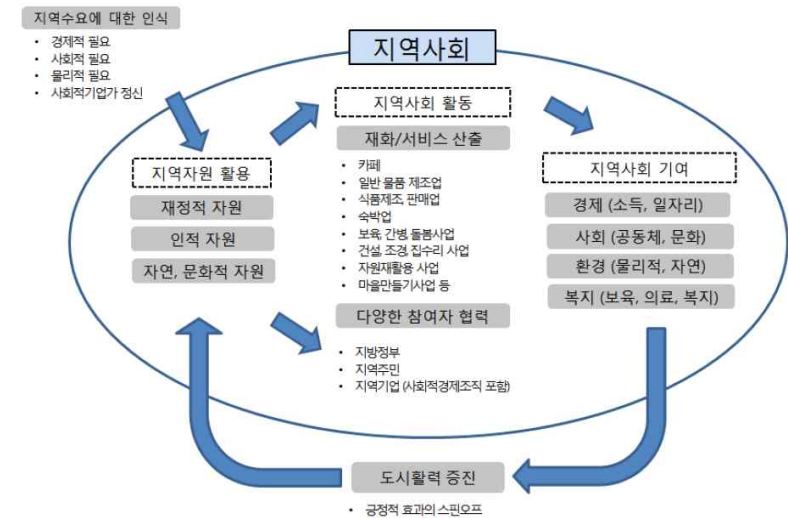 지역수요에 대한 인식
• 경제적 필요
• 사회적 필요
• 물리적 필요
• 사회적기업가 정신
지역사회
지역자원 활용
재정적 자원
인적 자원
자연, 문화적 자원
지역사회 활동
재화/서비스 산출
• 카페
• 일반 물품 제조업
• 식품제조, 판매업
• 숙박업
• 보육, 간병, 돌봄사업
• 건설, 조경, 집수리 사업
• 자원재활용 사업
• 마을만들기사업 등
다양한 참여자 협력
• 지방정부
• 지역주민
• 지역기업 (사회적경제조직 포함)
지역사회 기여
경제 (소득, 일자리)
사회 (공동체, 문화)
환경 (물리적, 자연)
복지 (보육, 의료, 복지)
도시활력 증진
• 긍정적 효과의 스핀오프